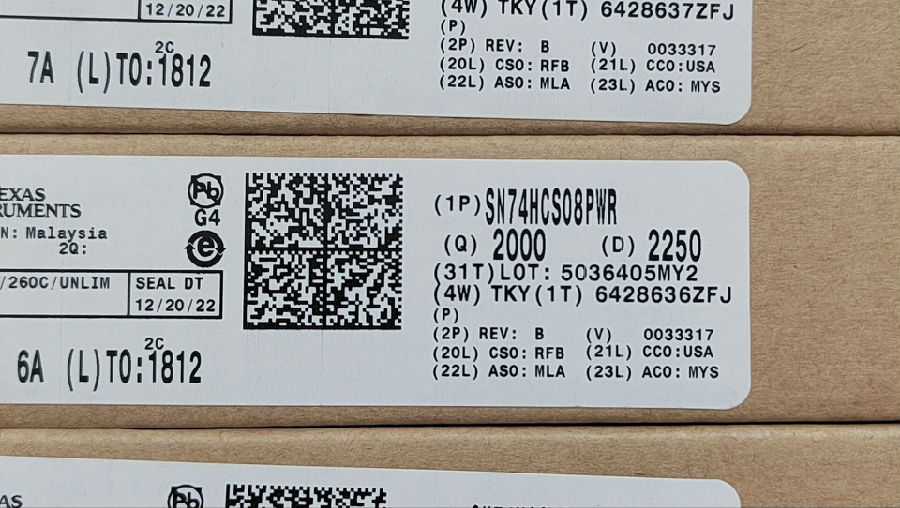 12/20/22
(4W) TKY(1T) 6428637ZFJ
(P)
(2P) REV: B (V) 0033317
(20L) CSO: RFB (21L) CCO:USA
(22L) ASO: MLA (23L) ACO: MYS
2C
7A (L)TO:1812
EXAS
RUMENTS
N: Malaysia
2Q:
Pb
G4
e
/260C/UNLIM
SEAL DT
12/20/22
2C
6A (L)TO:1812
(1P)SN74HCS08PWR
(Q) 2000 (D) 2250
(31T)LOT: 5036405MY2
(4W) TKY(1T) 6428636ZFJ
(P)
(2P) REV: B (V) 0033317
(20L) CSO: RFB (21L) CCO:USA
(22L) ASO: MLA (23L) ACO: MYS
AS
Pb